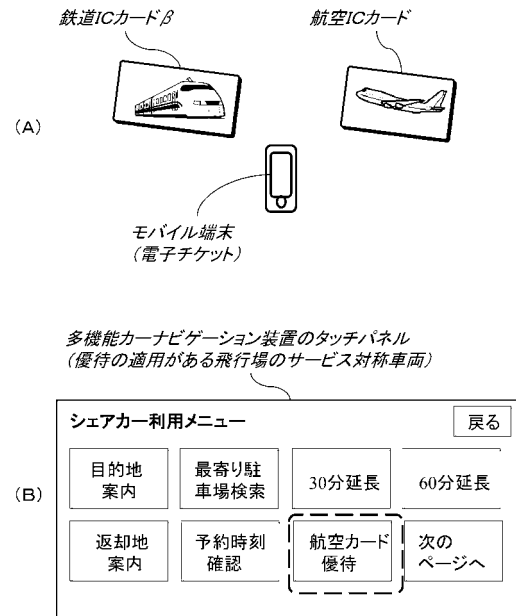 鉄道ICカードβ
航空ICカード
(A)
モバイル端末
(電子チケット)
多機能カーナビゲーション装置のタッチパネル
(優待の適用がある飛行場のサービス対称車両)
シェアカー利用メニュー
戻る
(B)
目的地
案内
最寄り駐
車場検索
30分延長
60分延長
返却地
案内
予約時刻
確認
航空カード
優待
次の
ページへ